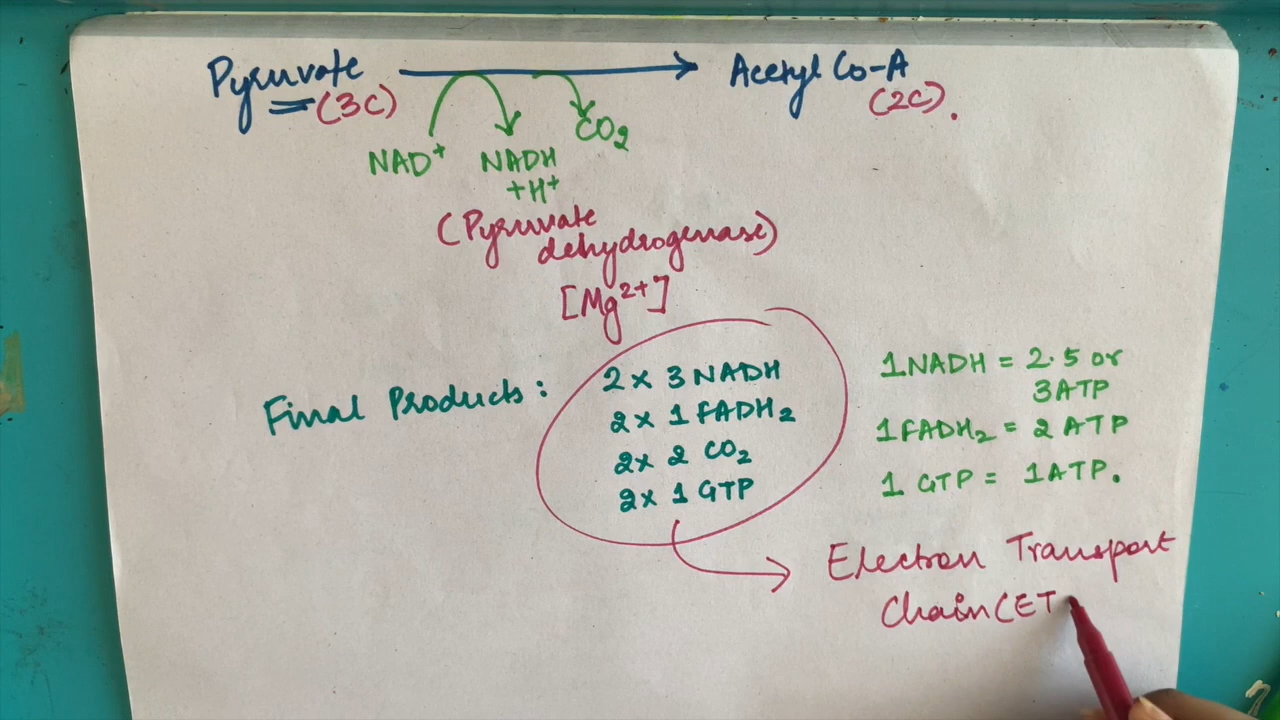 Pyruvate → Acetyl Co-A
(3C) (2C).
NAD⁺ NADH CO₂
+H⁺
(Pyruvate
dehydrogenase)
[Mg²⁺]
Final Products:
2 x 3 NADH
2 x 1 FADH₂
2 x 2 CO₂
2 x 1 GTP
1 NADH = 2.5 or
3 ATP
1 FADH₂ = 2 ATP
1 GTP = 1 ATP.
Electron Transport
Chain (ET